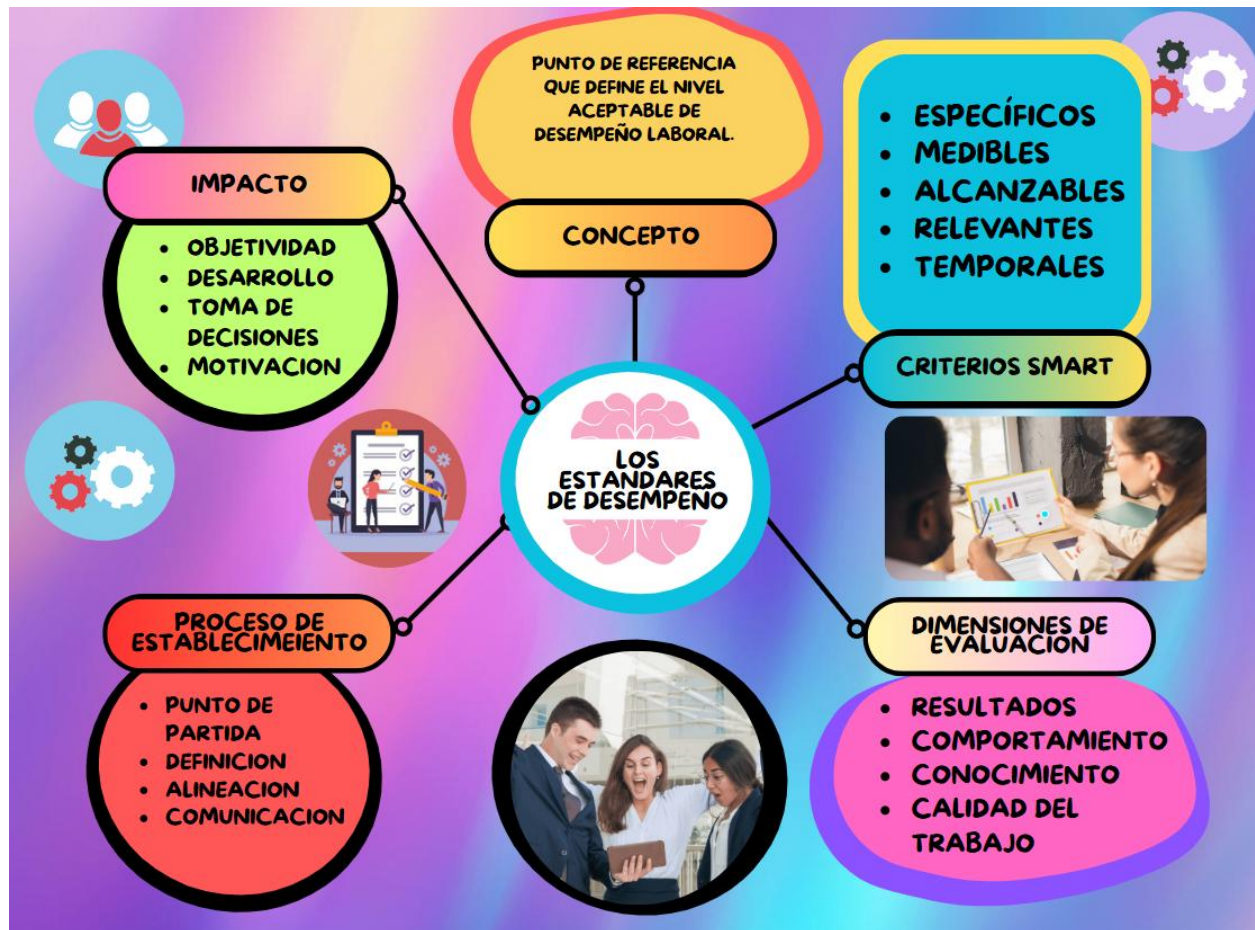 PUNTO DE REFERENCIA
QUE DEFINE EL NIVEL
ACEPTABLE DE
DESEMPEÑO LABORAL.
CONCEPTO
IMPACTO
• OBJETIVIDAD
• DESARROLLO
• TOMA DE
DECISIONES
• MOTIVACION
• ESPECÍFICOS
• MEDIBLES
• ALCANZABLES
• RELEVANTES
• TEMPORALES
CRITERIOS SMART
LOS
ESTANDARES
DE DESEMPEÑO
PROCESO DE
ESTABLECIMEIENTO
• PUNTO DE
PARTIDA
• DEFINICION
• ALINEACION
• COMUNICACION
DIMENSIONES DE
EVALUACION
• RESULTADOS
• COMPORTAMIENTO
• CONOCIMIENTO
• CALIDAD DEL
TRABAJO